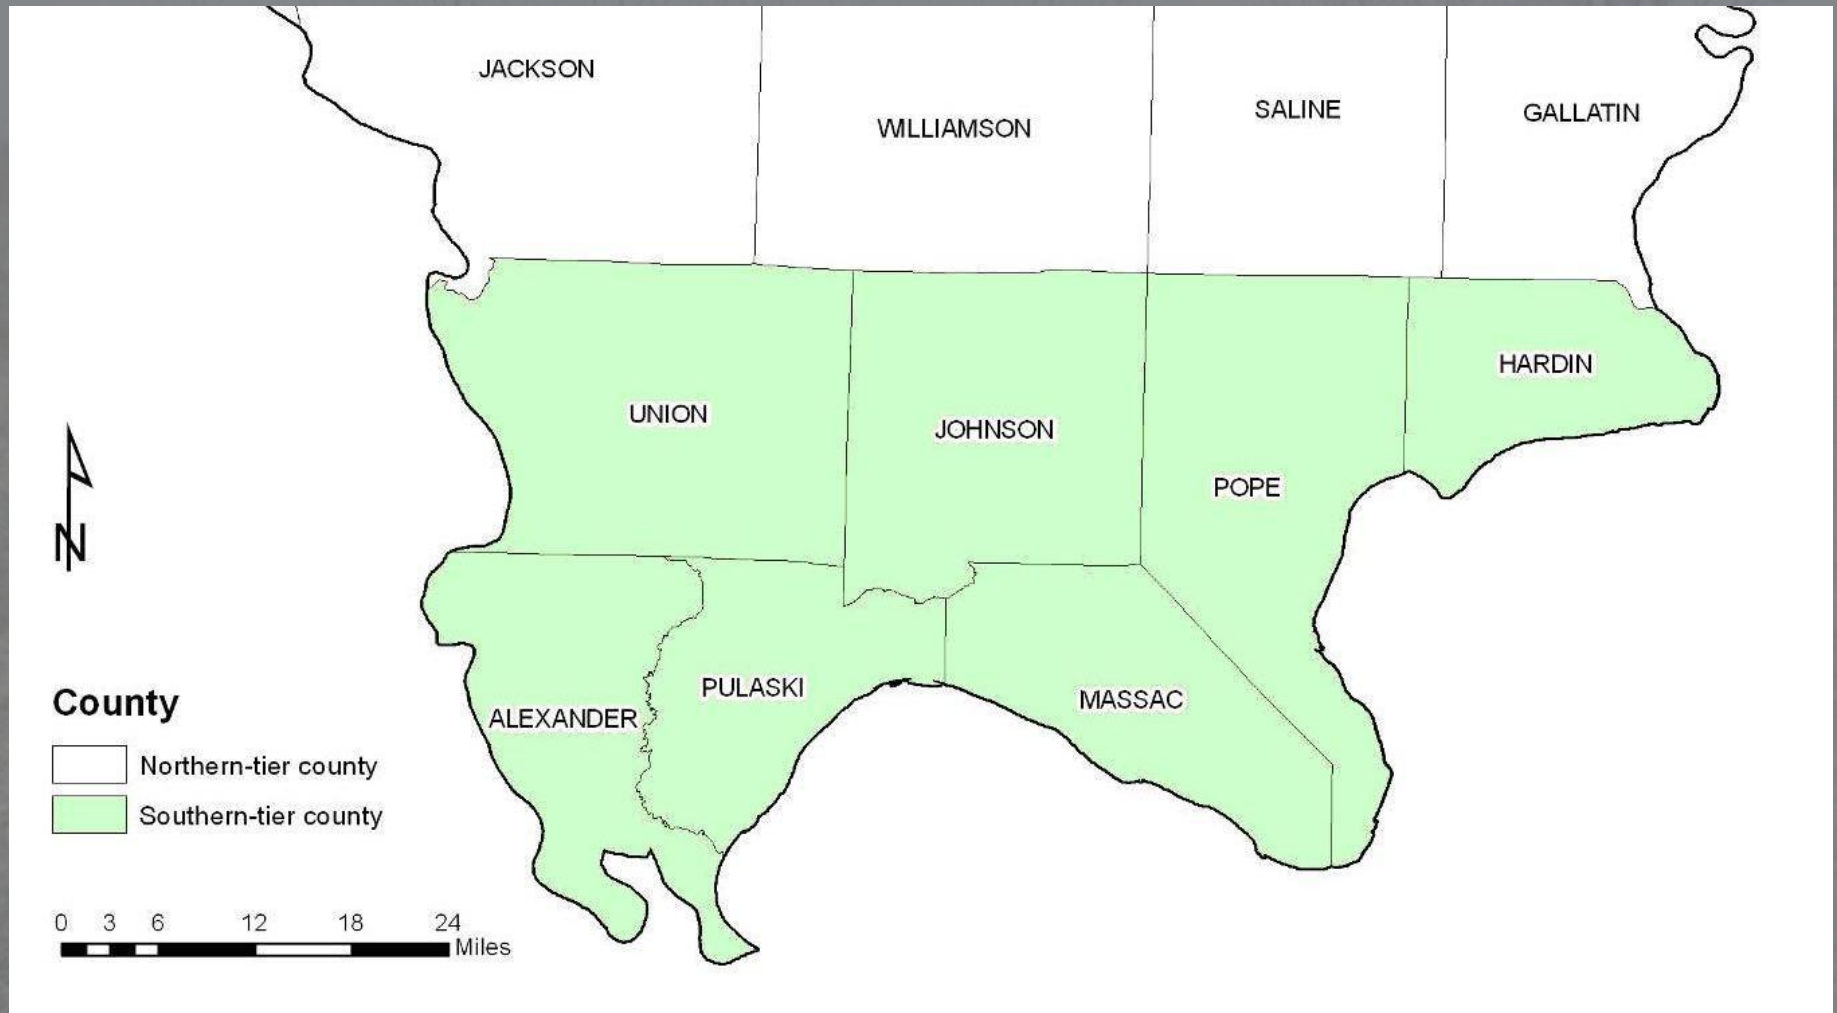 JACKSON
WILLIAMSON
SALINE
GALLATIN
UNION
JOHNSON
POPE
HARDIN
ALEXANDER
PULASKI
MASSAC
N
County
Northern-tier county
Southern-tier county
0 3 6 12 18 24
Miles